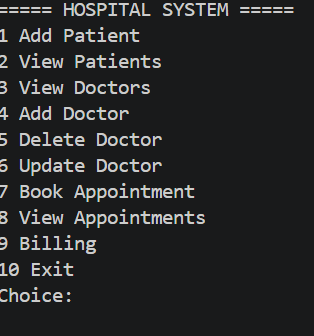 ===== HOSPITAL SYSTEM =====
1 Add Patient
2 View Patients
3 View Doctors
4 Add Doctor
5 Delete Doctor
6 Update Doctor
7 Book Appointment
8 View Appointments
9 Billing
10 Exit
Choice: